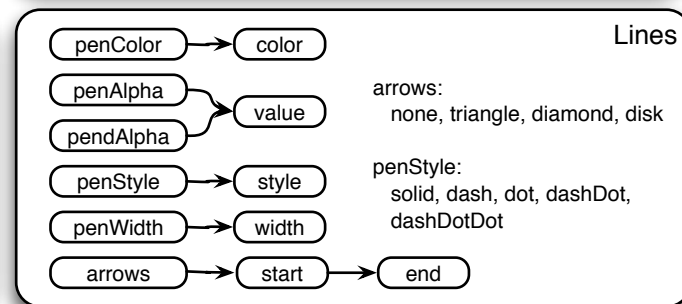 Lines
penColor color
penAlpha
value
pendAlpha
penStyle style
penWidth width
arrows start end
arrows:
none, triangle, diamond, disk
penStyle:
solid, dash, dot, dashDot,
dashDotDot